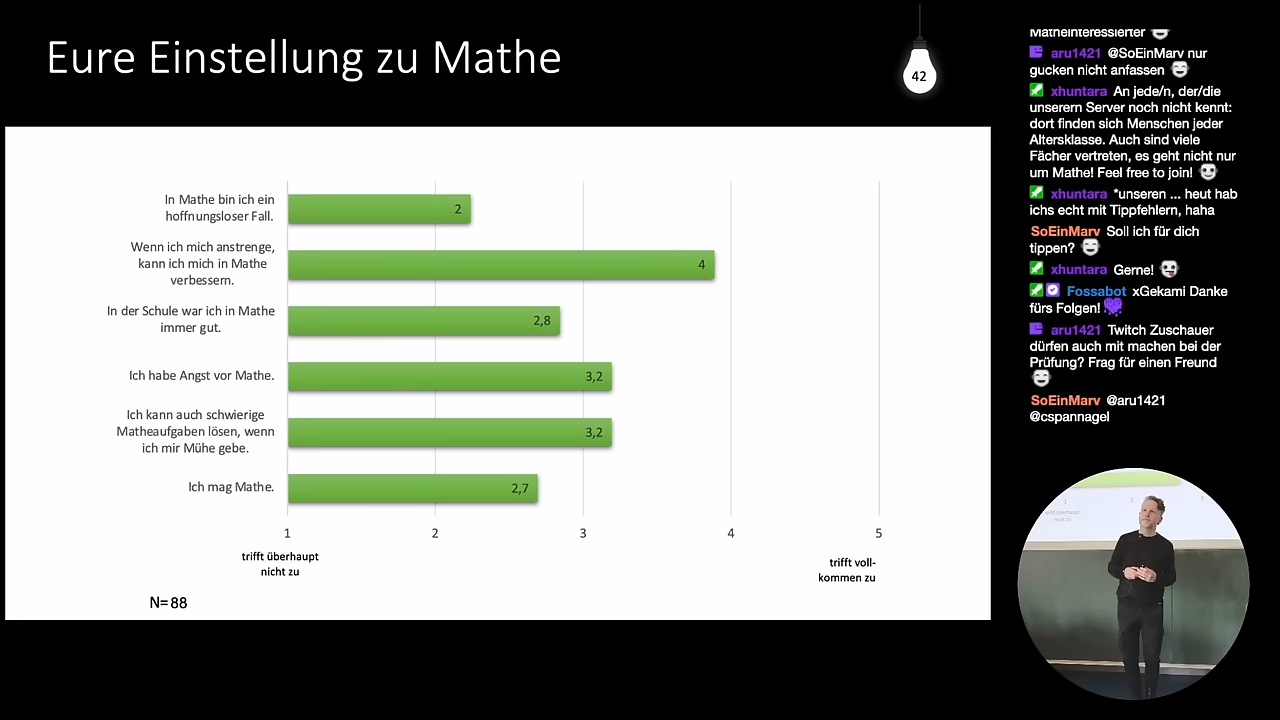 Eure Einstellung zu Mathe
42
In Mathe bin ich ein
hoffnungsloser Fall.
2
Wenn ich mich anstrenge,
kann ich mich in Mathe
verbessern.
4
In der Schule war ich in Mathe
immer gut.
2,8
Ich habe Angst vor Mathe.
3,2
Ich kann auch schwierige
Matheaufgaben lösen, wenn
ich mir Mühe gebe.
3,2
Ich mag Mathe.
2,7
1 2 3 4 5
trifft überhaupt
nicht zu
trifft voll-
kommen zu
N=88
Matheinteressierter
aru1421 @SoEinMarv nur
gucken nicht anfassen
xhuntara An jede/n, der/die
unserern Server noch nicht kennt:
dort finden sich Menschen jeder
Altersklasse. Auch sind viele
Fächer vertreten, es geht nicht nur
um Mathe! Feel free to join!
xhuntara *unseren ... heut hab
ichs echt mit Tippfehlern, haha
SoEinMarv Soll ich für dich
tippen?
xhuntara Gerne!
Fossabot xGekami Danke
fürs Folgen!
aru1421 Twitch Zuschauer
dürfen auch mit machen bei der
Prüfung? Frag für einen Freund
SoEinMarv @aru1421
@cspannagel